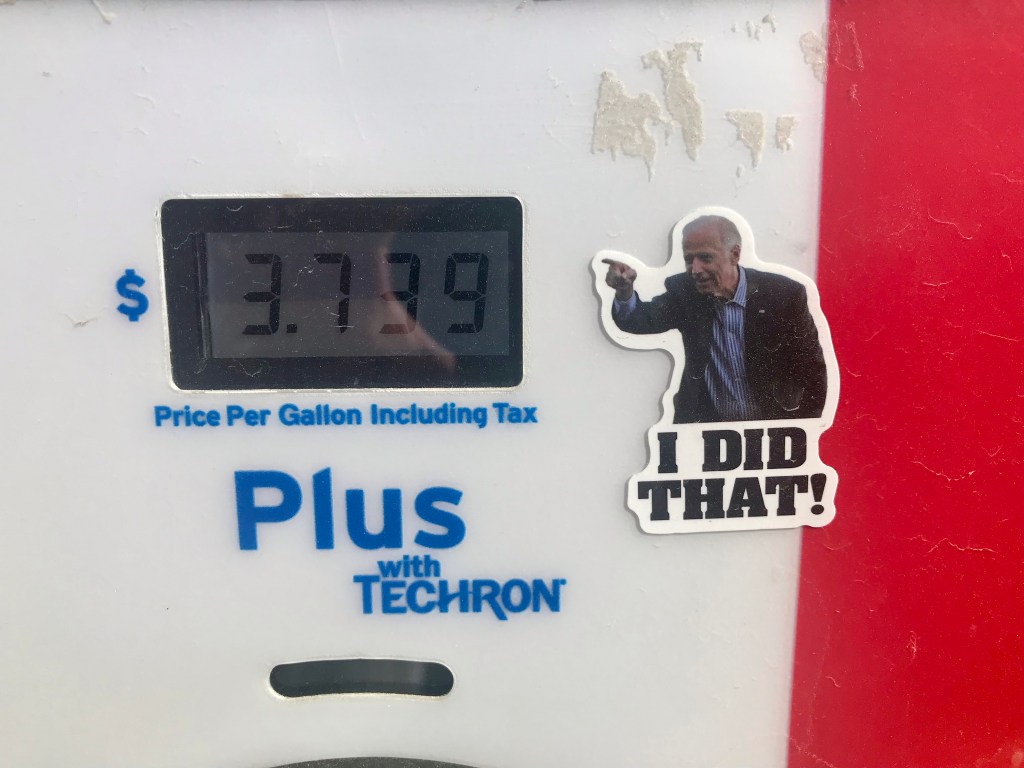 $ 3.739
Price Per Gallon Including Tax
Plus
with
TECHRON
I DID
THAT!